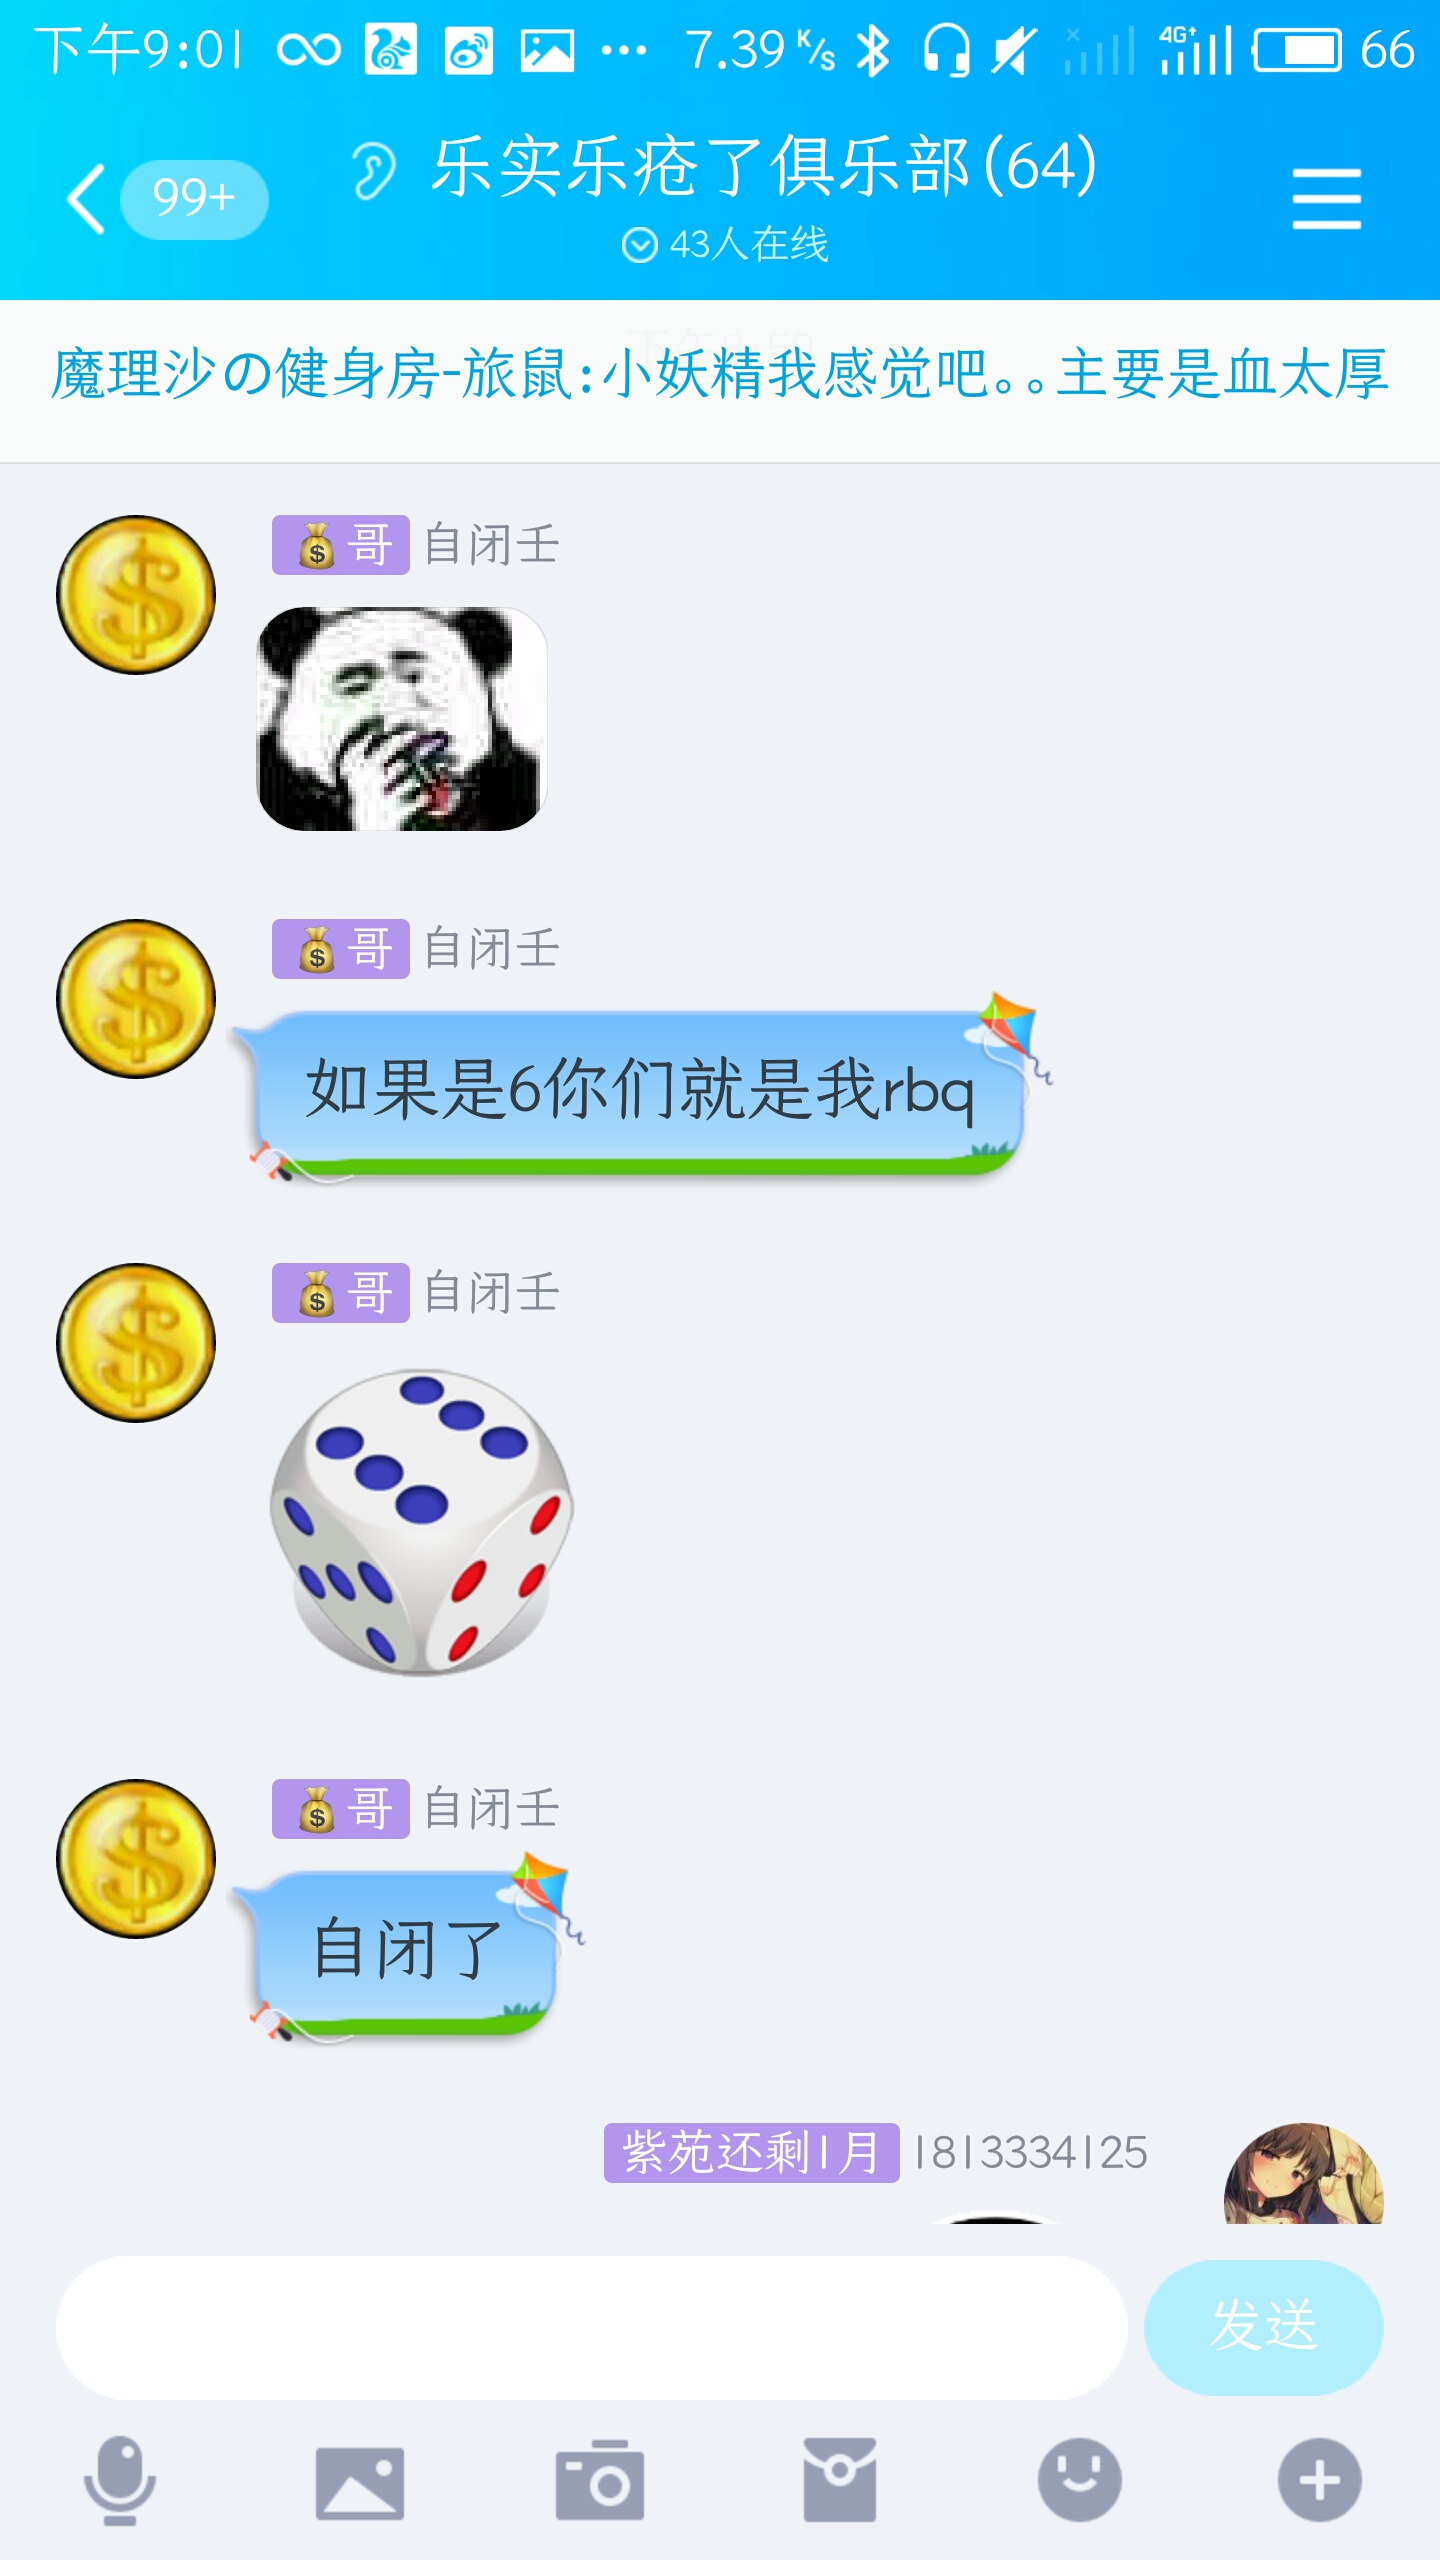 下午9:01 7.39 K/s 4G+ 66
99+ 乐实乐疮了俱乐部(64)
43人在线
魔理沙の健身房-旅鼠:小妖精我感觉吧。。主要是血太厚
哥 自闭壬
哥 自闭壬
如果是6你们就是我rbq
哥 自闭壬
哥 自闭壬
自闭了
紫苑还剩1月 1813334125
发送